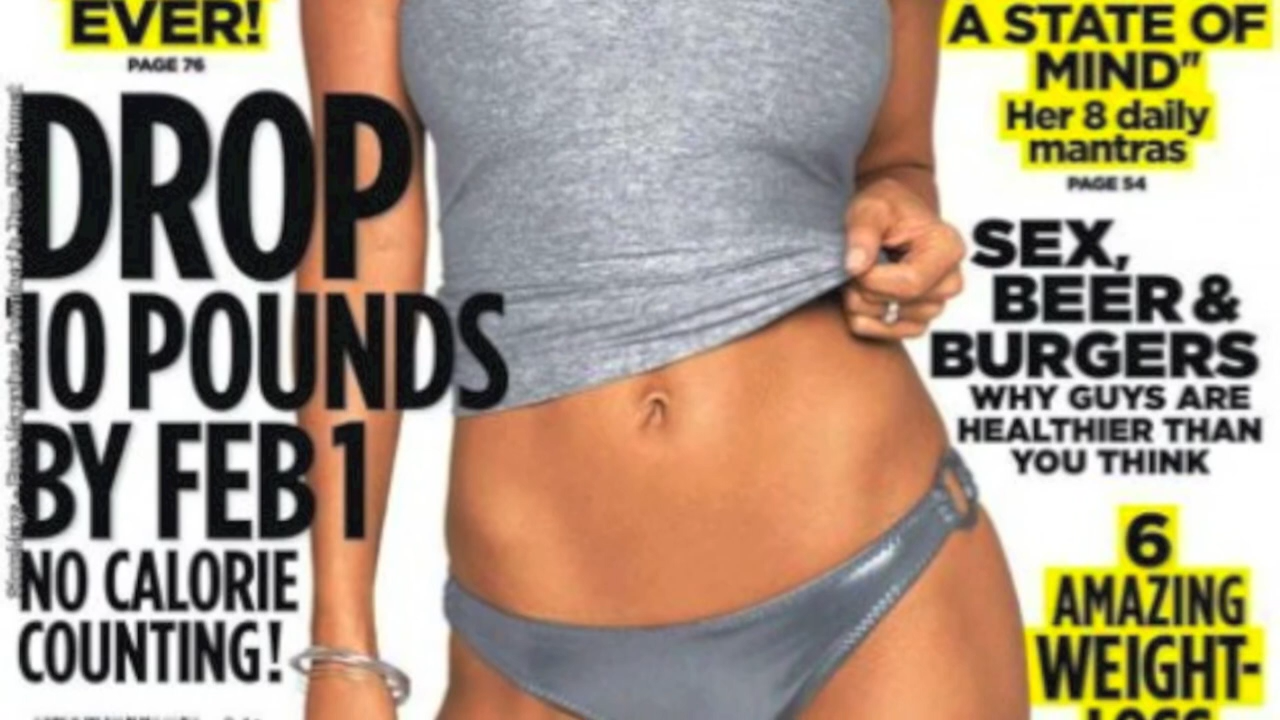 EVER!
PAGE 76
DROP
10 POUNDS
BY FEB 1
NO CALORIE
COUNTING!
A STATE OF
MIND"
Her 8 daily
mantras
PAGE 54
SEX,
BEER &
BURGERS
WHY GUYS ARE
HEALTHIER THAN
YOU THINK
6
AMAZING
WEIGHT-
LOSS